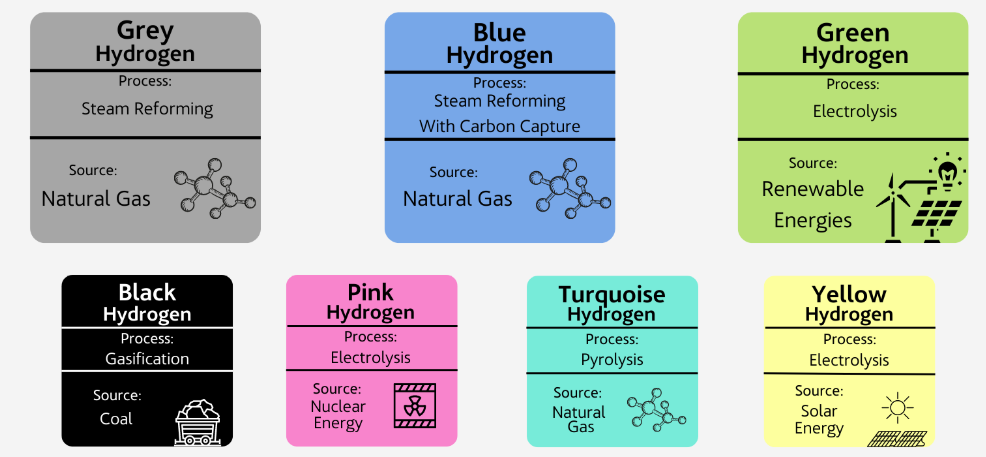 Grey
Hydrogen
Process:
Steam Reforming
Source:
Natural Gas
Blue
Hydrogen
Process:
Steam Reforming
With Carbon Capture
Source:
Natural Gas
Green
Hydrogen
Process:
Electrolysis
Source:
Renewable
Energies
Black
Hydrogen
Process:
Gasification
Source:
Coal
Pink
Hydrogen
Process:
Electrolysis
Source:
Nuclear
Energy
Turquoise
Hydrogen
Process:
Pyrolysis
Source:
Natural
Gas
Yellow
Hydrogen
Process:
Electrolysis
Source:
Solar
Energy